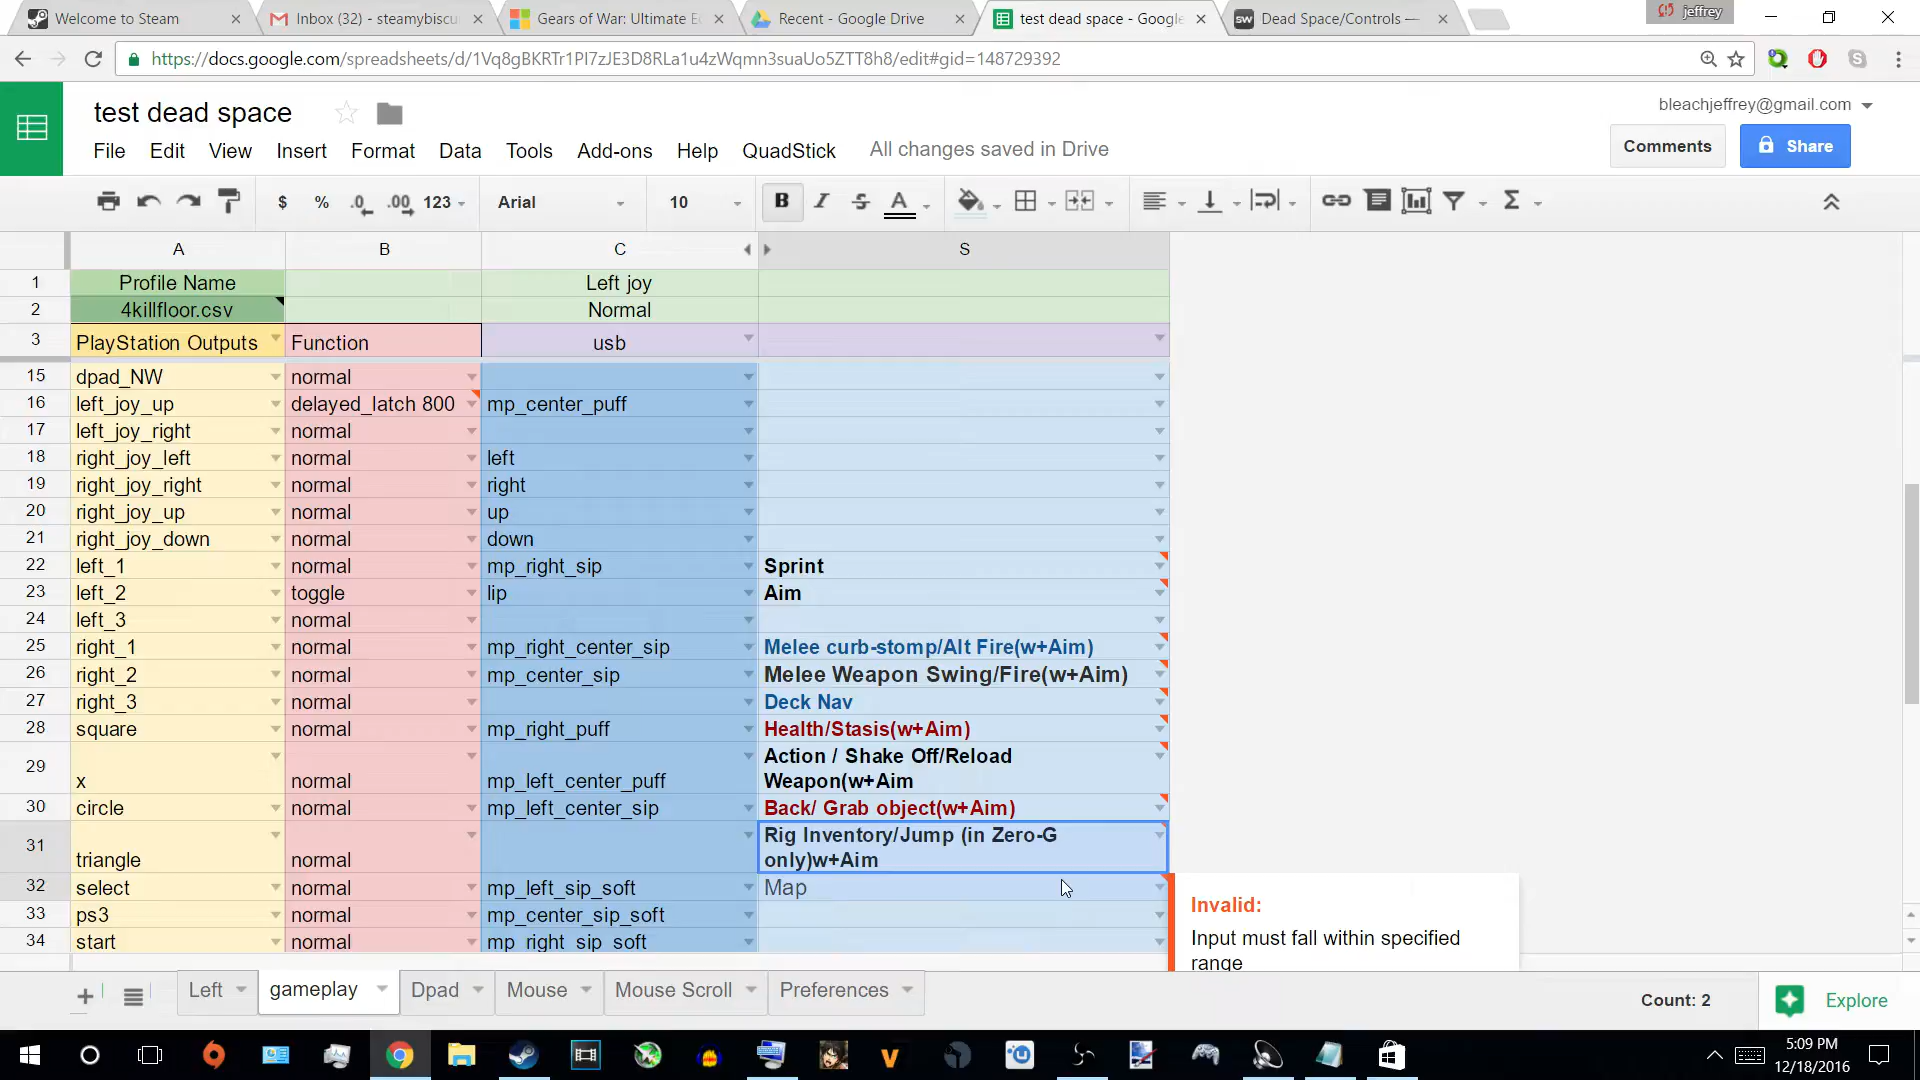 Welcome to Steam
Inbox (32) - steamybiscu
Gears of War: Ultimate E
Recent - Google Drive
test dead space - Google
Dead Space/Controls —
jeffrey
https://docs.google.com/spreadsheets/d/1Vq8gBKRTr1PI7zJE3D8RLa1u4zWqmn3suaUo5ZTT8h8/edit#gid=148729392
test dead space
bleachjeffrey@gmail.com
File Edit View Insert Format Data Tools Add-ons Help QuadStick All changes saved in Drive
Comments Share
$ % .0 .00 123 Arial 10 B I S A Σ
A B C S
1 Profile Name Left joy
2 4killfloor.csv Normal
3 PlayStation Outputs Function usb
15 dpad_NW normal
16 left_joy_up delayed_latch 800 mp_center_puff
17 left_joy_right normal
18 right_joy_left normal left
19 right_joy_right normal right
20 right_joy_up normal up
21 right_joy_down normal down
22 left_1 normal mp_right_sip Sprint
23 left_2 toggle lip Aim
24 left_3 normal
25 right_1 normal mp_right_center_sip Melee curb-stomp/Alt Fire(w+Aim)
26 right_2 normal mp_center_sip Melee Weapon Swing/Fire(w+Aim)
27 right_3 normal Deck Nav
28 square normal mp_right_puff Health/Stasis(w+Aim)
29 x normal mp_left_center_puff Action / Shake Off/Reload
Weapon(w+Aim
30 circle normal mp_left_center_sip Back/ Grab object(w+Aim)
31 triangle normal Rig Inventory/Jump (in Zero-G
only)w+Aim
32 select normal mp_left_sip_soft Map
33 ps3 normal mp_center_sip_soft
34 start normal mp_right_sip_soft
Invalid:
Input must fall within specified
range
Left gameplay Dpad Mouse Mouse Scroll Preferences
Count: 2 Explore
5:09 PM
12/18/2016